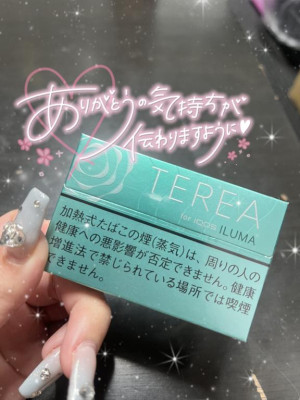 ありがとうの気持ちが
伝わりますように♥
TEREA
for IQOS ILUMA
加熱式たばこの煙(蒸気)は、周りの人の
健康への悪影響が否定できません。健康
増進法で禁じられている場所では喫煙
できません。